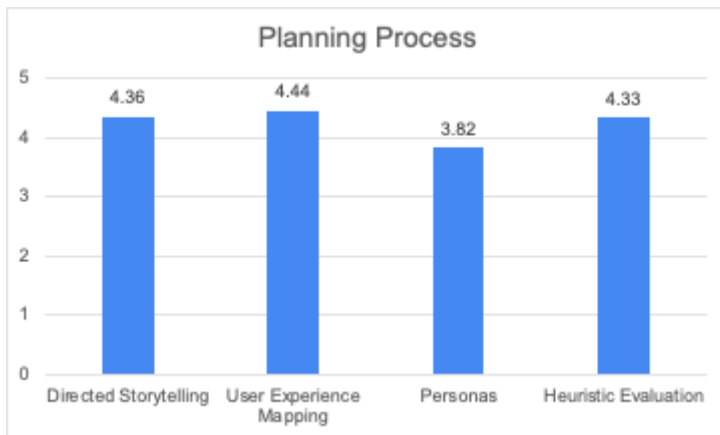 Planning Process
5
4
3
2
1
0
4.36
4.44
3.82
4.33
Directed Storytelling
User Experience
Mapping
Personas
Heuristic Evaluation